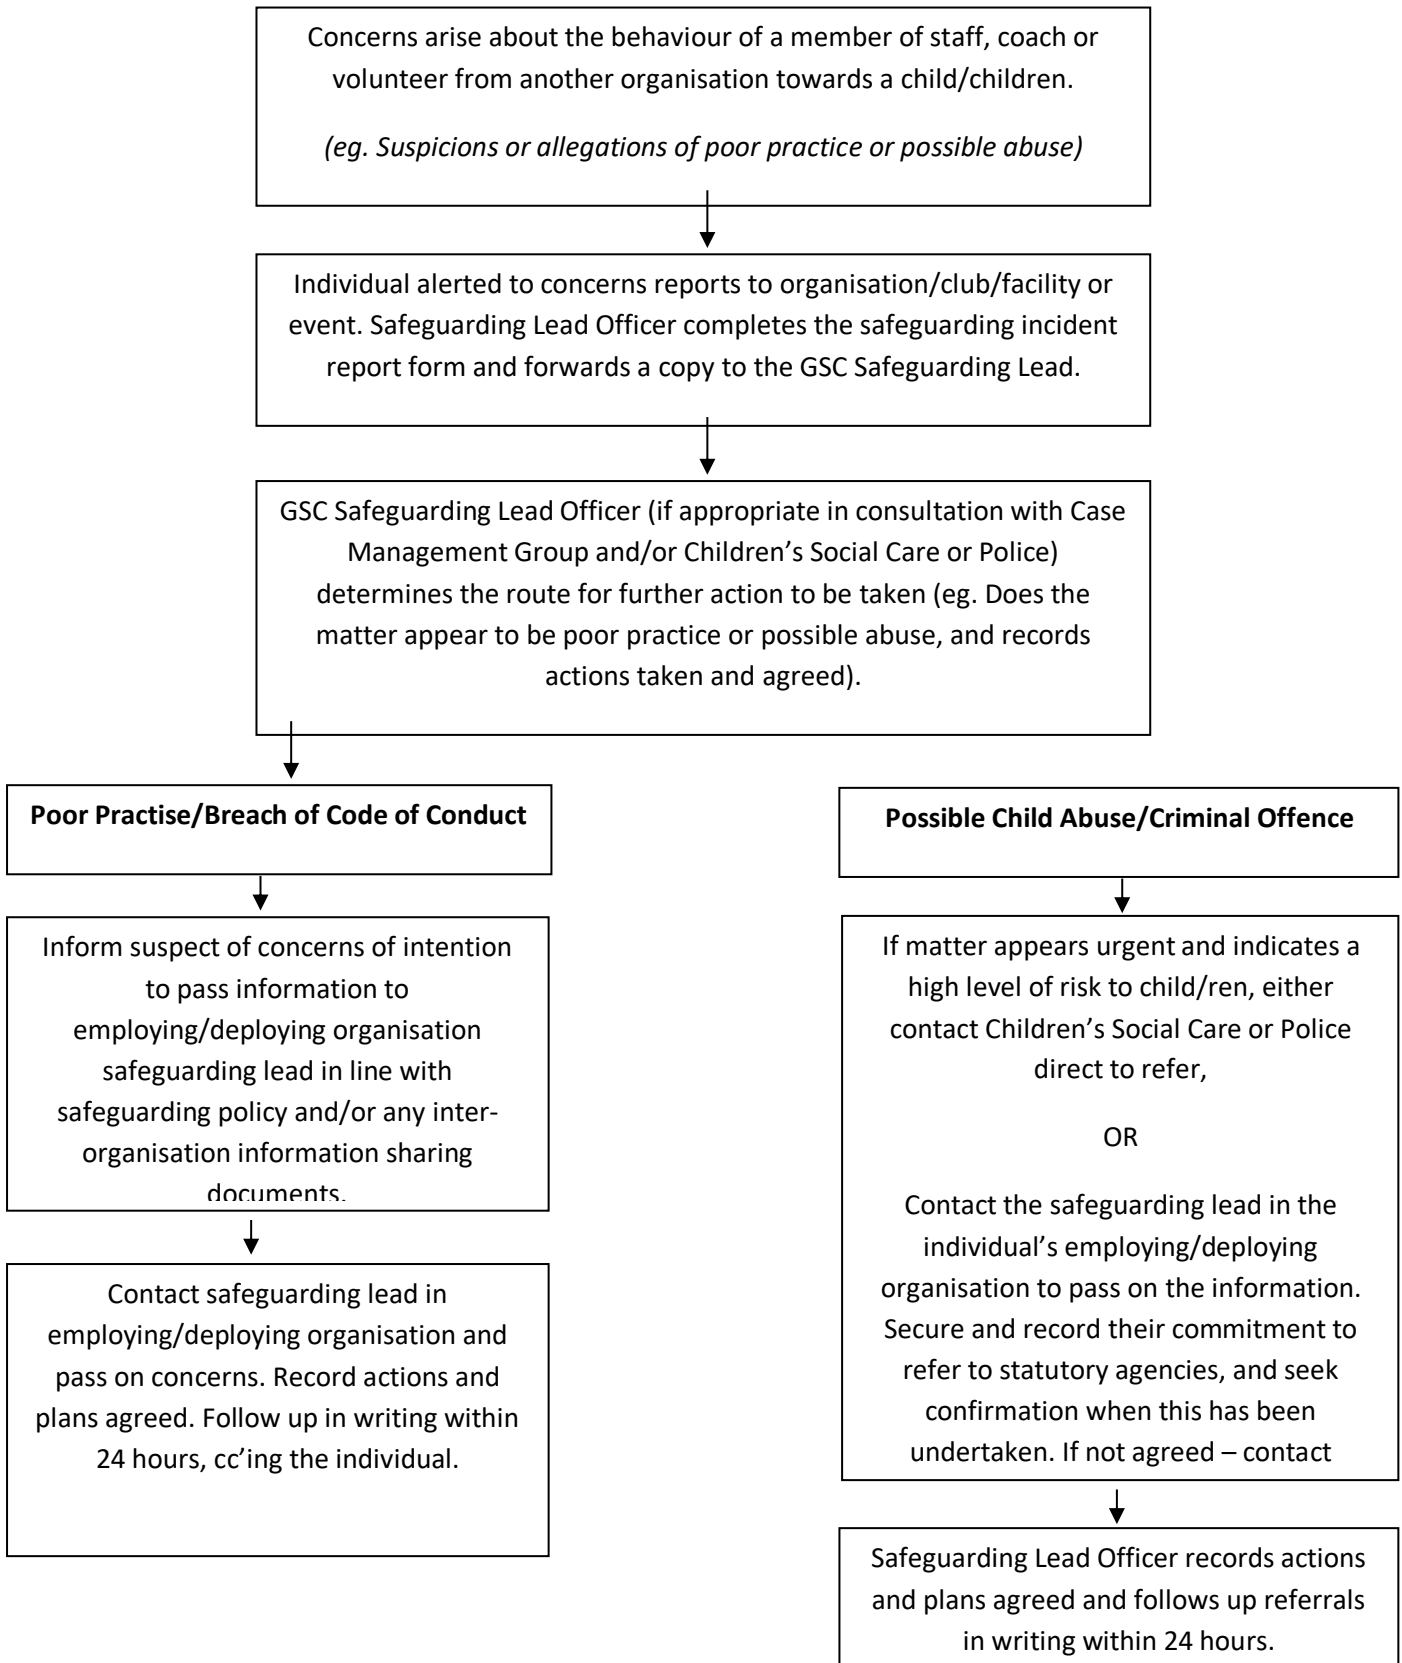 Concerns arise about the behaviour of a member of staff, coach or
volunteer from another organisation towards a child/children.
(eg. Suspicions or allegations of poor practice or possible abuse)
Individual alerted to concerns reports to organisation/club/facility or
event. Safeguarding Lead Officer completes the safeguarding incident
report form and forwards a copy to the GSC Safeguarding Lead.
GSC Safeguarding Lead Officer (if appropriate in consultation with Case
Management Group and/or Children’s Social Care or Police)
determines the route for further action to be taken (eg. Does the
matter appear to be poor practice or possible abuse, and records
actions taken and agreed).
Poor Practise/Breach of Code of Conduct
Inform suspect of concerns of intention
to pass information to
employing/deploying organisation
safeguarding lead in line with
safeguarding policy and/or any inter-
organisation information sharing
documents.
Contact safeguarding lead in
employing/deploying organisation and
pass on concerns. Record actions and
plans agreed. Follow up in writing within
24 hours, cc’ing the individual.
Possible Child Abuse/Criminal Offence
If matter appears urgent and indicates a
high level of risk to child/ren, either
contact Children’s Social Care or Police
direct to refer,
OR
Contact the safeguarding lead in the
individual’s employing/deploying
organisation to pass on the information.
Secure and record their commitment to
refer to statutory agencies, and seek
confirmation when this has been
undertaken. If not agreed – contact
Safeguarding Lead Officer records actions
and plans agreed and follows up referrals
in writing within 24 hours.